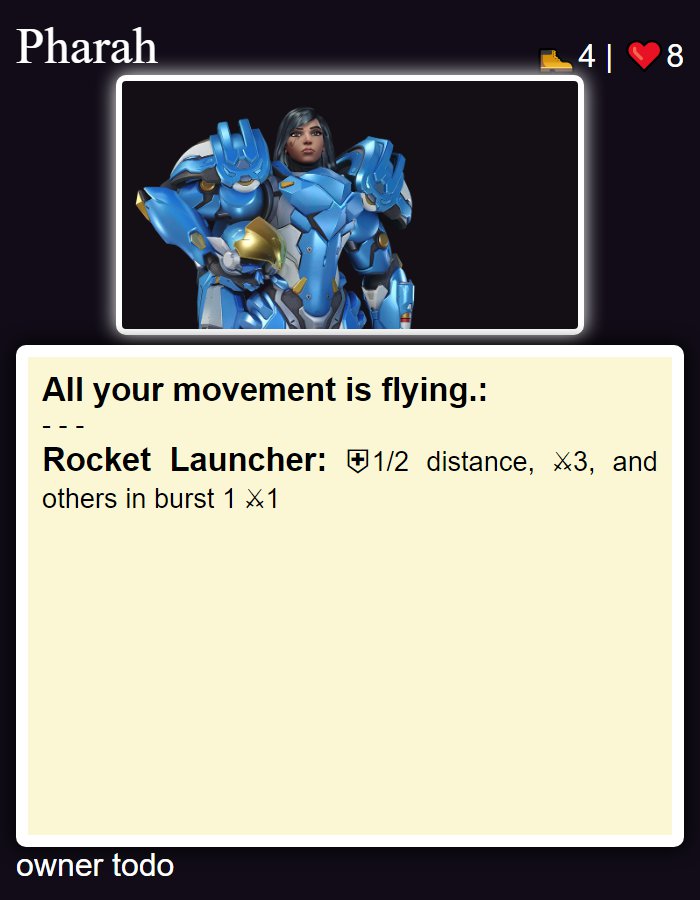 Pharah
🥾4 | ❤️8
All your movement is flying.:
- - -
Rocket Launcher: ⛨1/2 distance, ⚔3, and
others in burst 1 ⚔1
owner todo